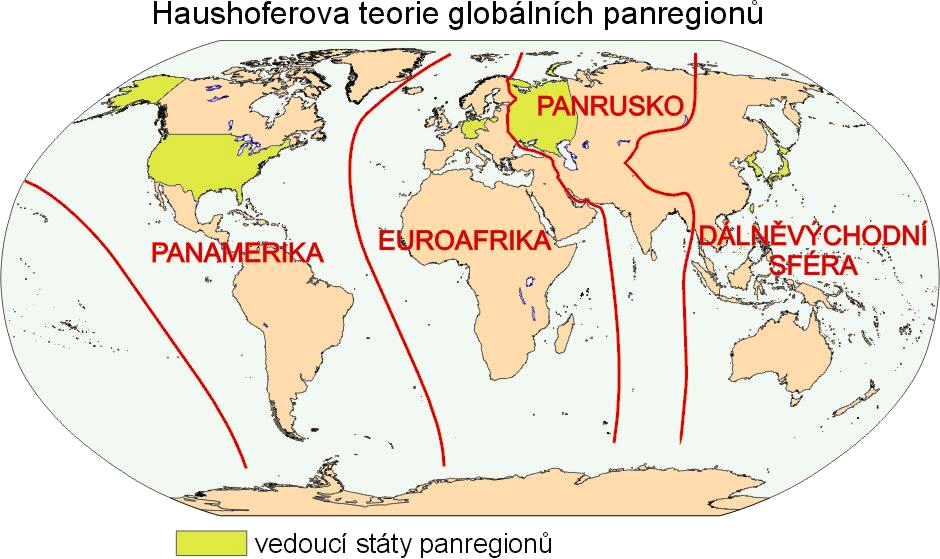 Haushoferova teorie globálních panregionů
PANRUSKO
PANAMERIKA
EUROAFRIKA
DÁLNĚVÝCHODNÍ
SFÉRA
vedoucí státy panregionů